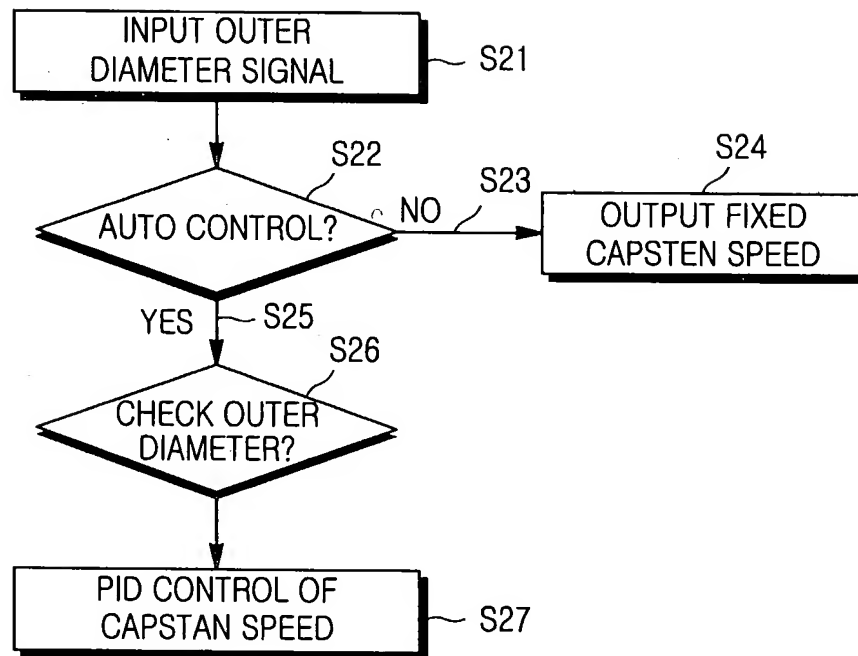 INPUT OUTER
DIAMETER SIGNAL
S21
S22
AUTO CONTROL?
NO
S23
S24
OUTPUT FIXED
CAPSTEN SPEED
YES
S25
S26
CHECK OUTER
DIAMETER?
PID CONTROL OF
CAPSTAN SPEED
S27